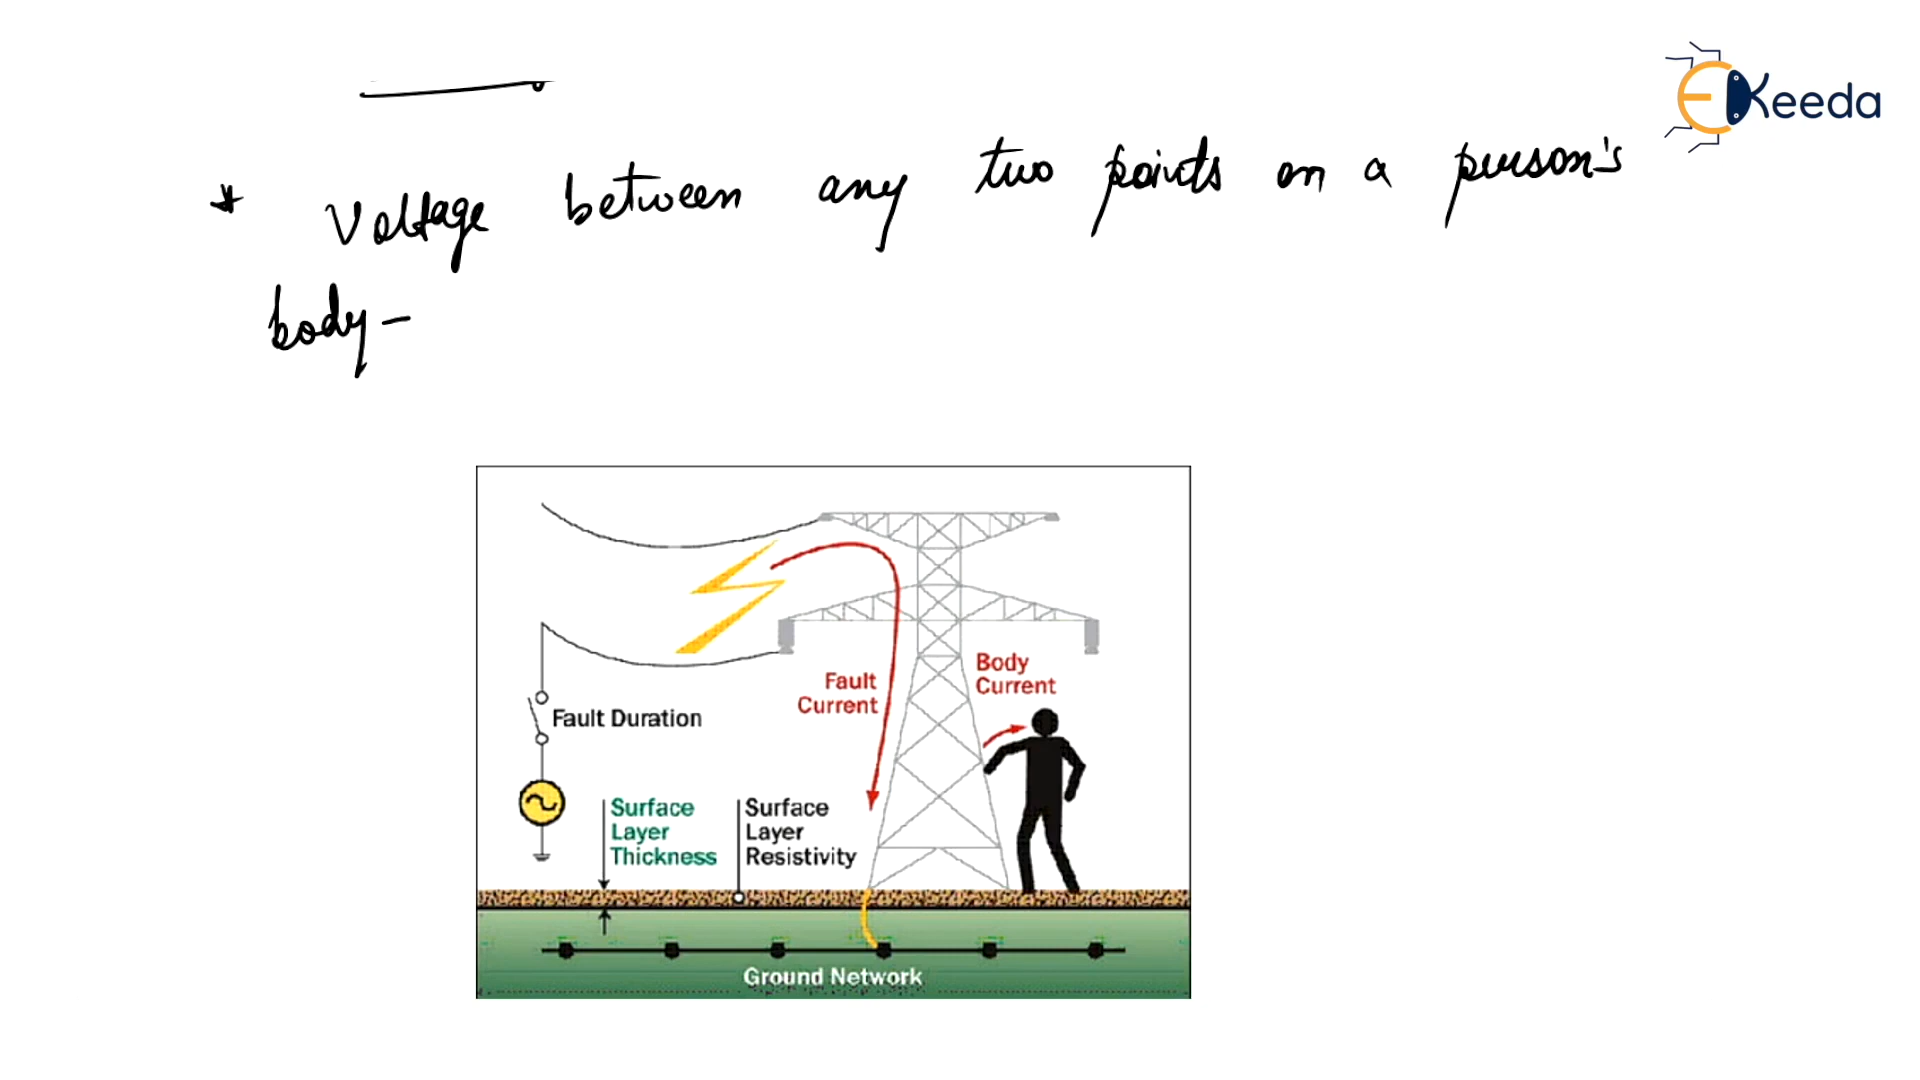 EKeeda
* Voltage between any two points on a person's
body-
Body
Current
Fault
Current
Fault Duration
Surface
Layer
Thickness
Surface
Layer
Resistivity
Ground Network